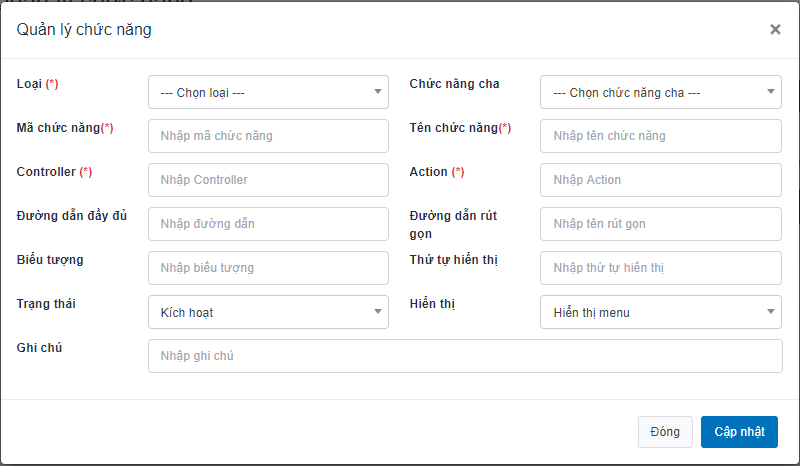 Quản lý chức năng
×
Loại (*)
--- Chọn loại ---
Chức năng cha
--- Chọn chức năng cha ---
Mã chức năng(*)
Nhập mã chức năng
Tên chức năng(*)
Nhập tên chức năng
Controller (*)
Nhập Controller
Action (*)
Nhập Action
Đường dẫn đầy đủ
Nhập đường dẫn
Đường dẫn rút
gọn
Nhập tên rút gọn
Biểu tượng
Nhập biểu tượng
Thứ tự hiển thị
Nhập thứ tự hiên thị
Trạng thái
Kích hoạt
Hiển thị
Hiển thị menu
Ghi chú
Nhập ghi chú
Đóng
Cập nhật